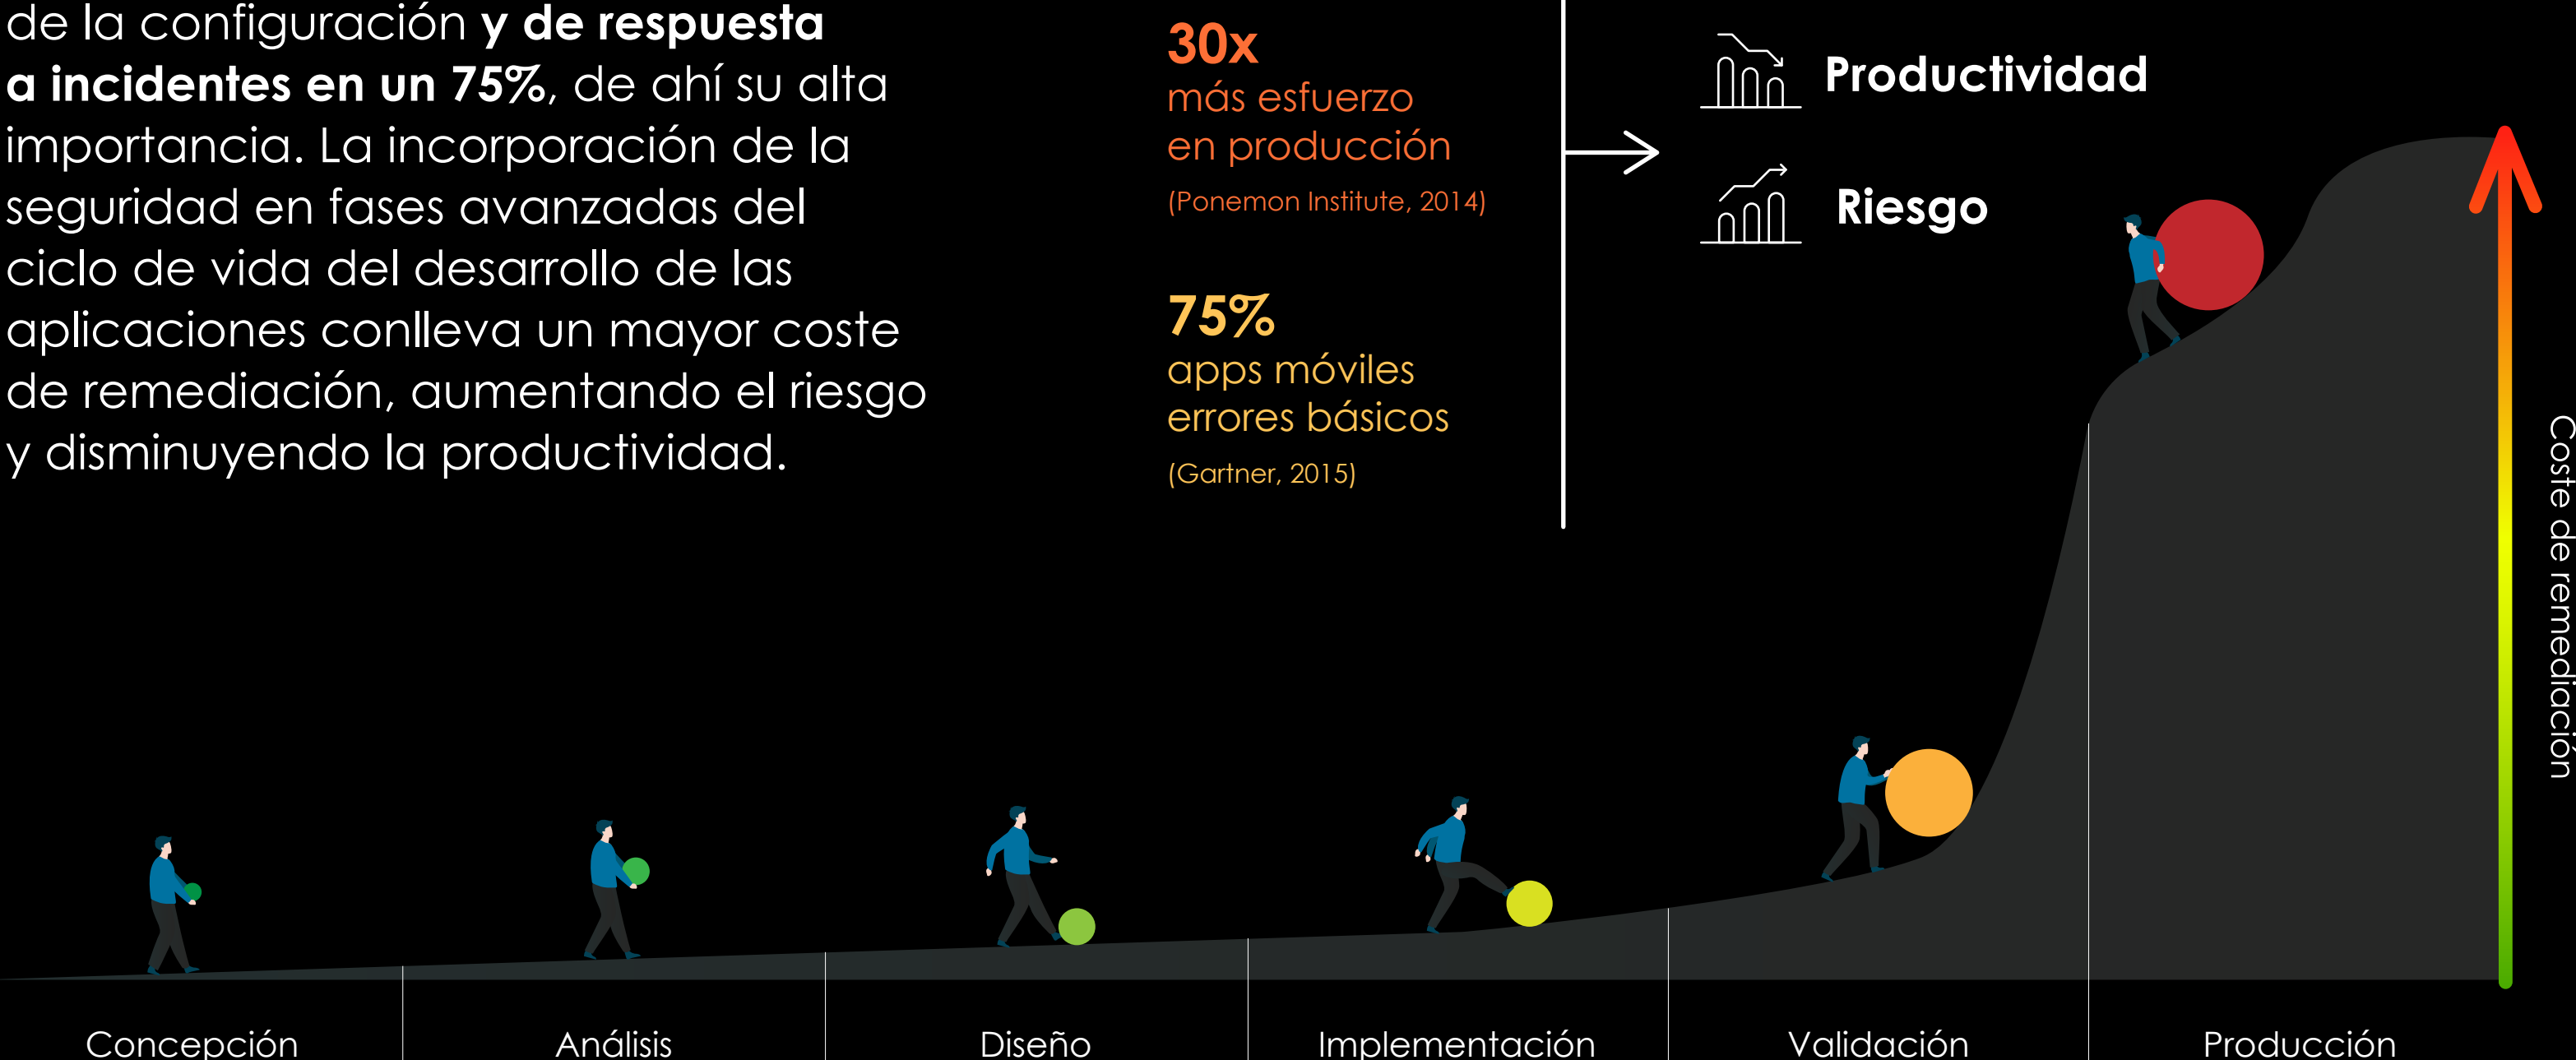 de la configuración y de respuesta
a incidentes en un 75%, de ahí su alta
importancia. La incorporación de la
seguridad en fases avanzadas del
ciclo de vida del desarrollo de las
aplicaciones conlleva un mayor coste
de remediación, aumentando el riesgo
y disminuyendo la productividad.
30x
más esfuerzo
en producción
(Ponemon Institute, 2014)
75%
apps móviles
errores básicos
(Gartner, 2015)
Productividad
Riesgo
Coste de remediación
Concepción
Análisis
Diseño
Implementación
Validación
Producción